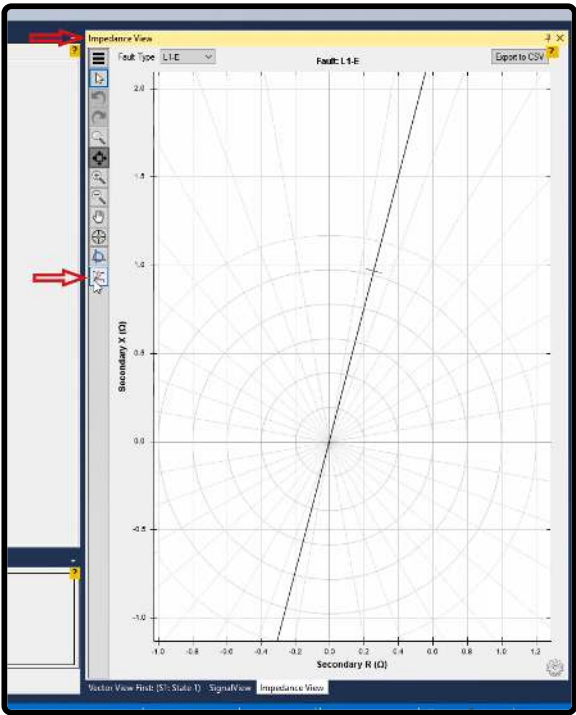 Impedance View
?
Fault Type L1-E
Fault: L1-E
Export to CSV
?
2.0
1.5
1.0
0.5
0.0
-0.5
-1.0
Secondary X (Ω)
-1.0 -0.8 -0.6 -0.4 -0.2 0.0 0.2 0.4 0.6 0.8 1.0 1.2
Secondary R (Ω)
?
Vector View First: (S1: State 1) SignalView Impedance View